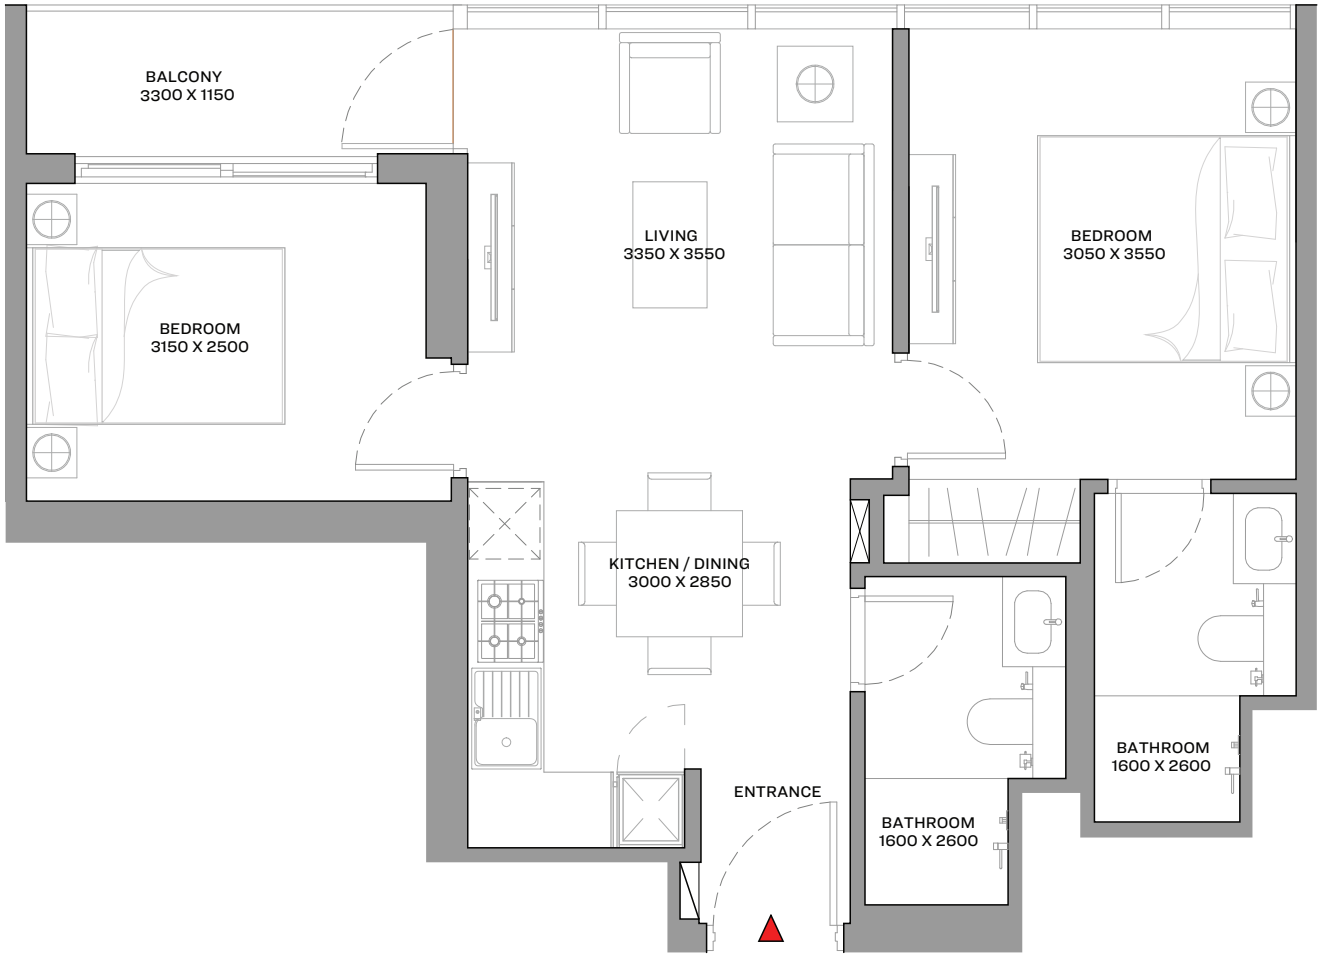 BALCONY
3300 X 1150
LIVING
3350 X 3550
BEDROOM
3050 X 3550
BEDROOM
3150 X 2500
KITCHEN / DINING
3000 X 2850
BATHROOM
1600 X 2600
ENTRANCE
BATHROOM
1600 X 2600